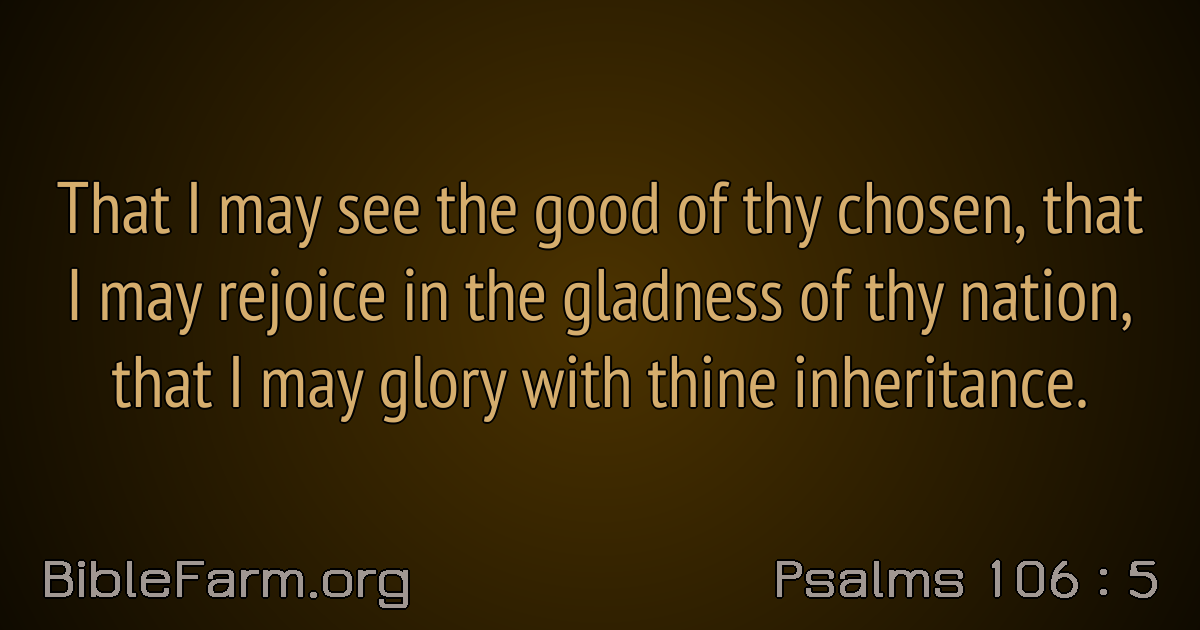 That I may see the good of thy chosen, that
I may rejoice in the gladness of thy nation,
that I may glory with thine inheritance.
BibleFarm.org
Psalms 106 : 5